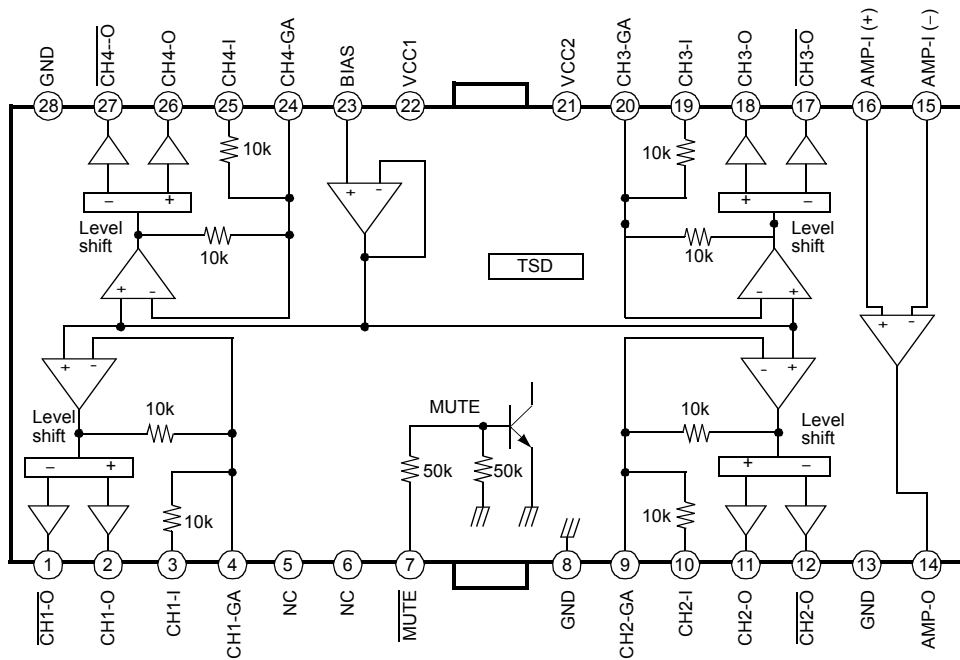 GND
CH4--O
CH4-O
CH4-I
CH4-GA
BIAS
VCC1
VCC2
CH3-GA
CH3-I
CH3-O
CH3-O
AMP-I (+)
AMP-I (−)
28 27 26 25 24 23 22 21 20 19 18 17 16 15
10k
10k
− +
+ -
+ −
Level
shift
10k
Level
shift
10k
TSD
+ -
- +
+ -
+ -
- +
Level
shift
10k
MUTE
10k
Level
shift
− +
50k
50k
+ −
10k
10k
1 2 3 4 5 6 7 8 9 10 11 12 13 14
CH1-O
CH1-O
CH1-I
CH1-GA
NC
NC
MUTE
GND
CH2-GA
CH2-I
CH2-O
CH2-O
GND
AMP-O